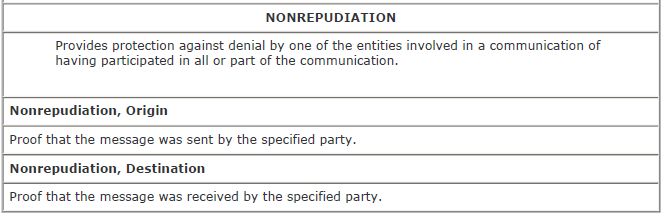 NONREPUDIATION
Provides protection against denial by one of the entities involved in a communication of
having participated in all or part of the communication.
Nonrepudiation, Origin
Proof that the message was sent by the specified party.
Nonrepudiation, Destination
Proof that the message was received by the specified party.